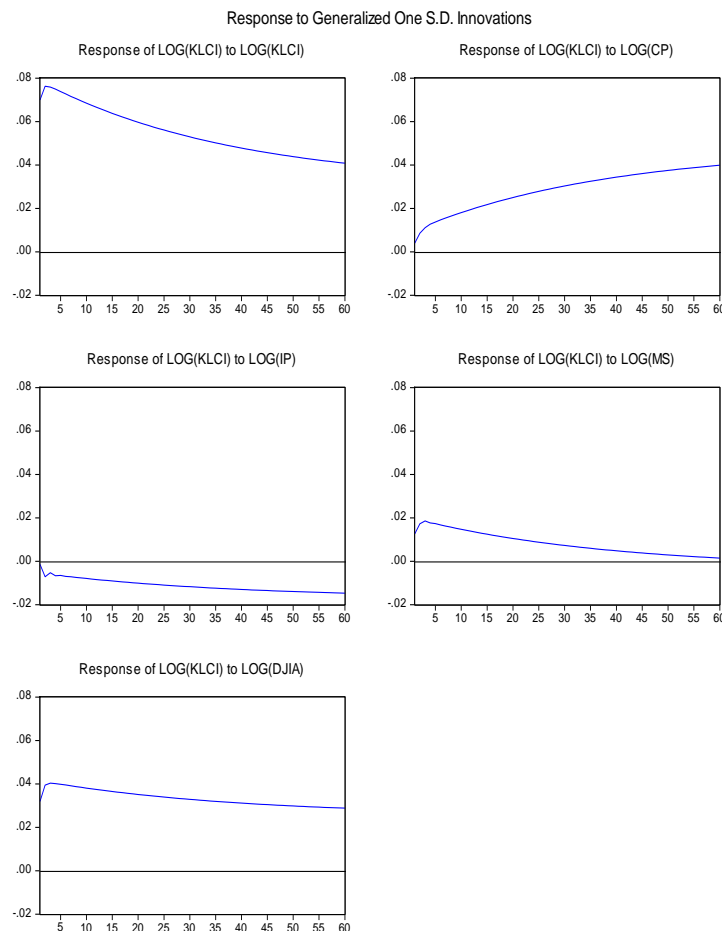 Response to Generalized One S.D. Innovations
Response of LOG(KLCI) to LOG(KLCI)
.08
.06
.04
.02
.00
-.02
5 10 15 20 25 30 35 40 45 50 55 60
Response of LOG(KLCI) to LOG(CP)
.08
.06
.04
.02
.00
-.02
5 10 15 20 25 30 35 40 45 50 55 60
Response of LOG(KLCI) to LOG(IP)
.08
.06
.04
.02
.00
-.02
5 10 15 20 25 30 35 40 45 50 55 60
Response of LOG(KLCI) to LOG(MS)
.08
.06
.04
.02
.00
-.02
5 10 15 20 25 30 35 40 45 50 55 60
Response of LOG(KLCI) to LOG(DJIA)
.08
.06
.04
.02
.00
-.02
5 10 15 20 25 30 35 40 45 50 55 60